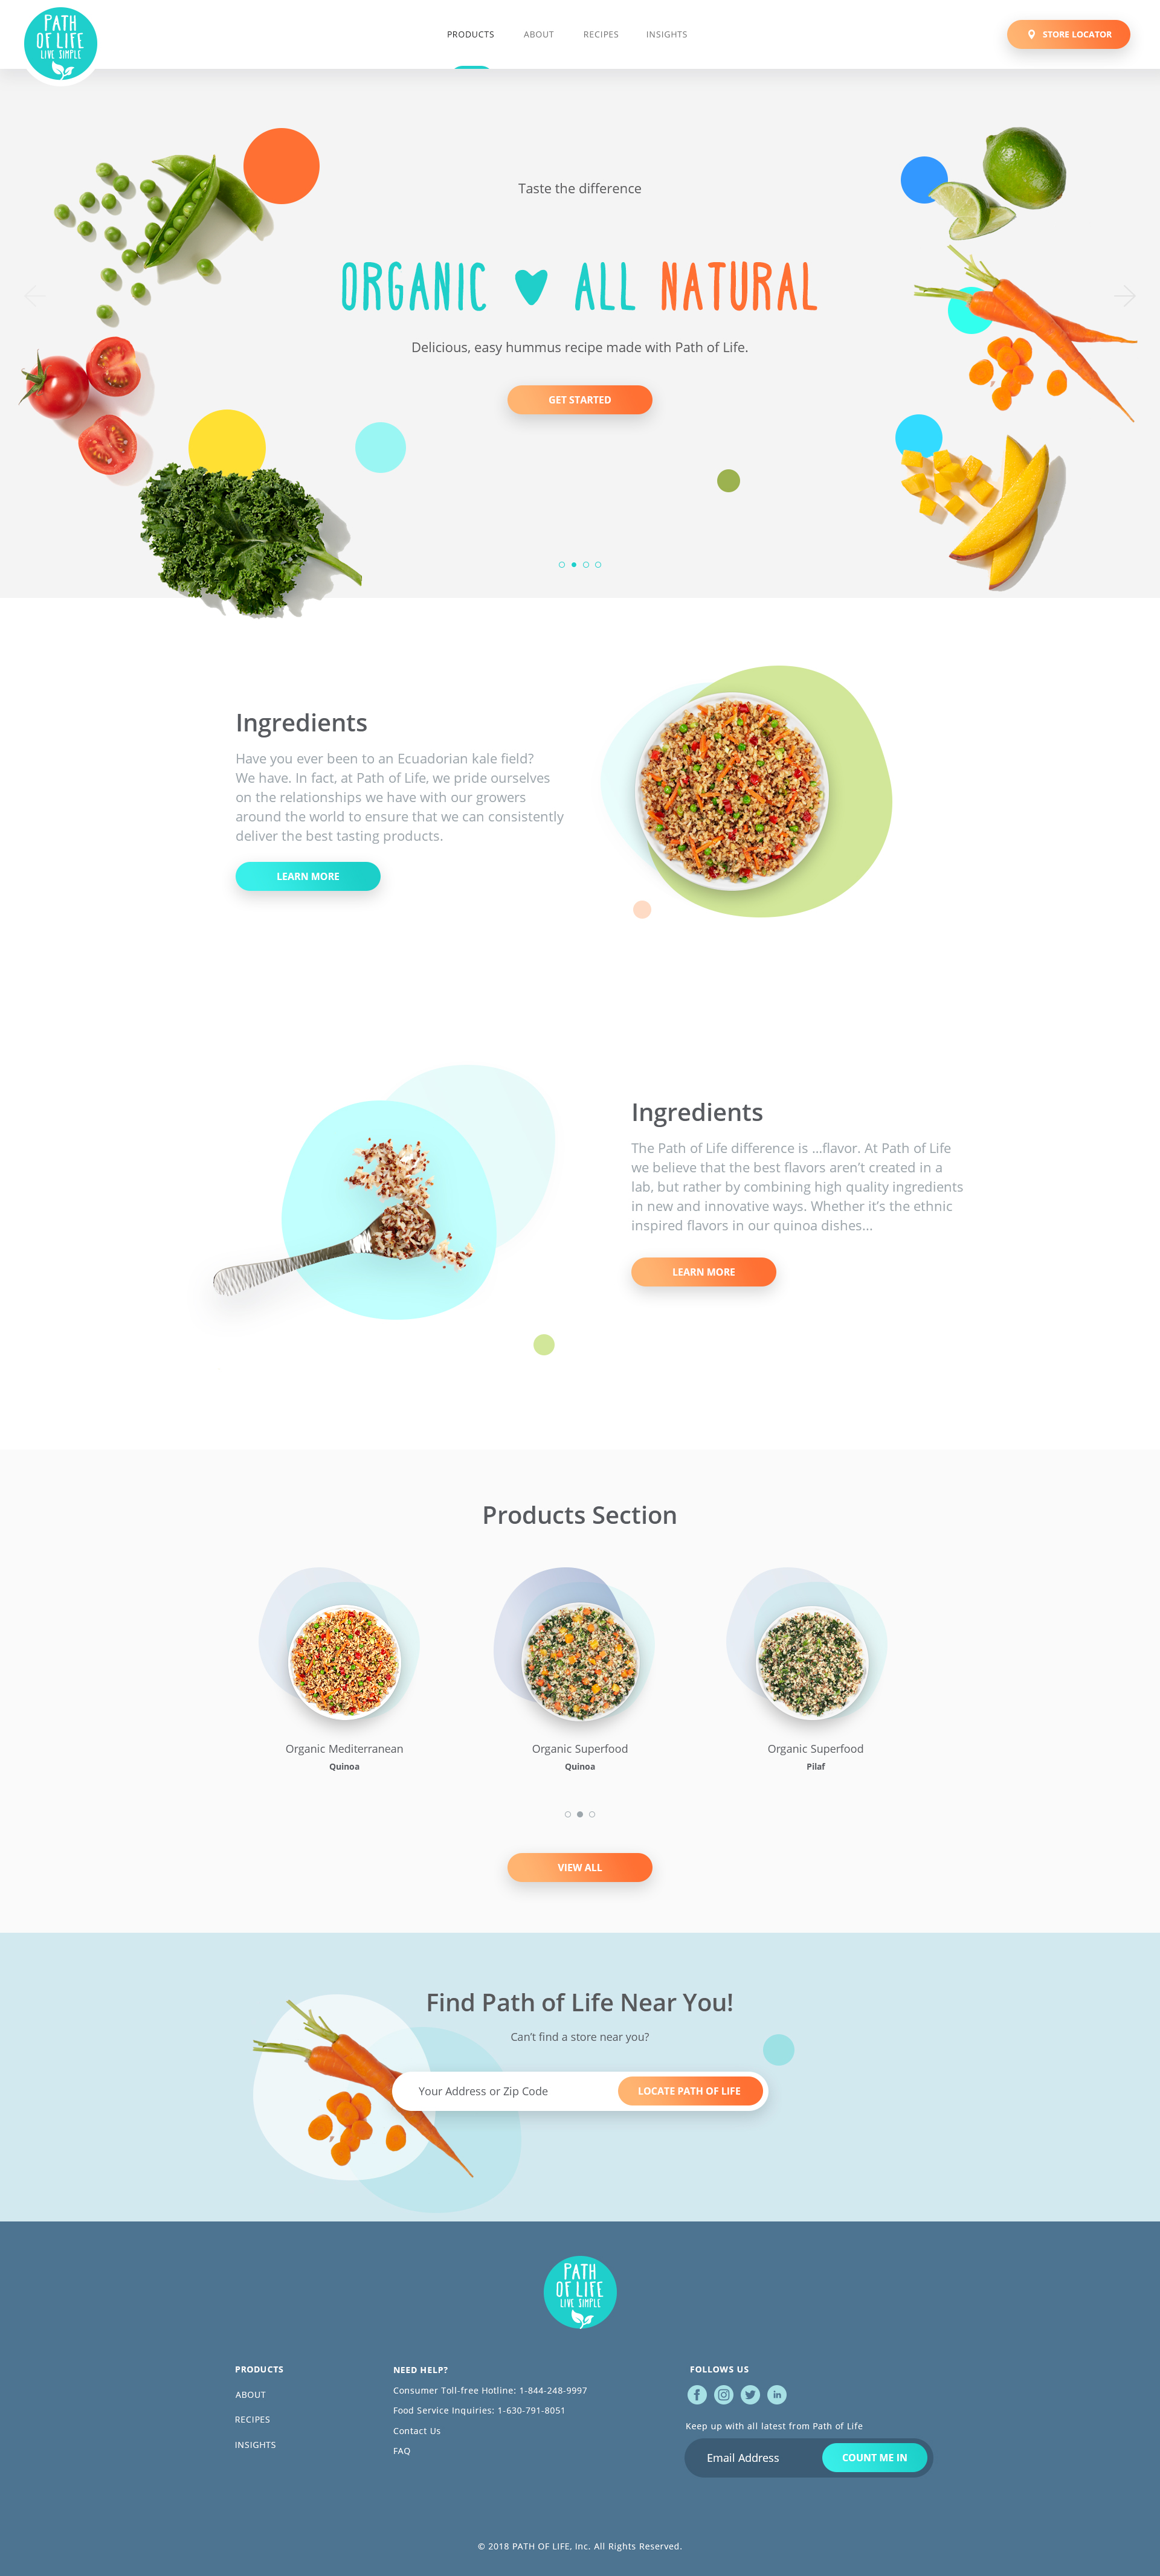 PATH
OF LIFE
LIVE SIMPLE
PRODUCTS
ABOUT
RECIPES
INSIGHTS
STORE LOCATOR
Taste the difference
ORGANIC ♥ ALL NATURAL
Delicious, easy hummus recipe made with Path of Life.
GET STARTED
Ingredients
Have you ever been to an Ecuadorian kale field?
We have. In fact, at Path of Life, we pride ourselves
on the relationships we have with our growers
around the world to ensure that we can consistently
deliver the best tasting products.
LEARN MORE
Ingredients
The Path of Life difference is ...flavor. At Path of Life
we believe that the best flavors aren’t created in a
lab, but rather by combining high quality ingredients
in new and innovative ways. Whether it’s the ethnic
inspired flavors in our quinoa dishes...
LEARN MORE
Products Section
Organic Mediterranean
Quinoa
Organic Superfood
Quinoa
Organic Superfood
Pilaf
VIEW ALL
Find Path of Life Near You!
Can’t find a store near you?
Your Address or Zip Code
LOCATE PATH OF LIFE
PATH
OF LIFE
LIVE SIMPLE
PRODUCTS
ABOUT
RECIPES
INSIGHTS
NEED HELP?
Consumer Toll-free Hotline: 1-844-248-9997
Food Service Inquiries: 1-630-791-8051
Contact Us
FAQ
FOLLOWS US
Keep up with all latest from Path of Life
Email Address
COUNT ME IN
© 2018 PATH OF LIFE, Inc. All Rights Reserved.